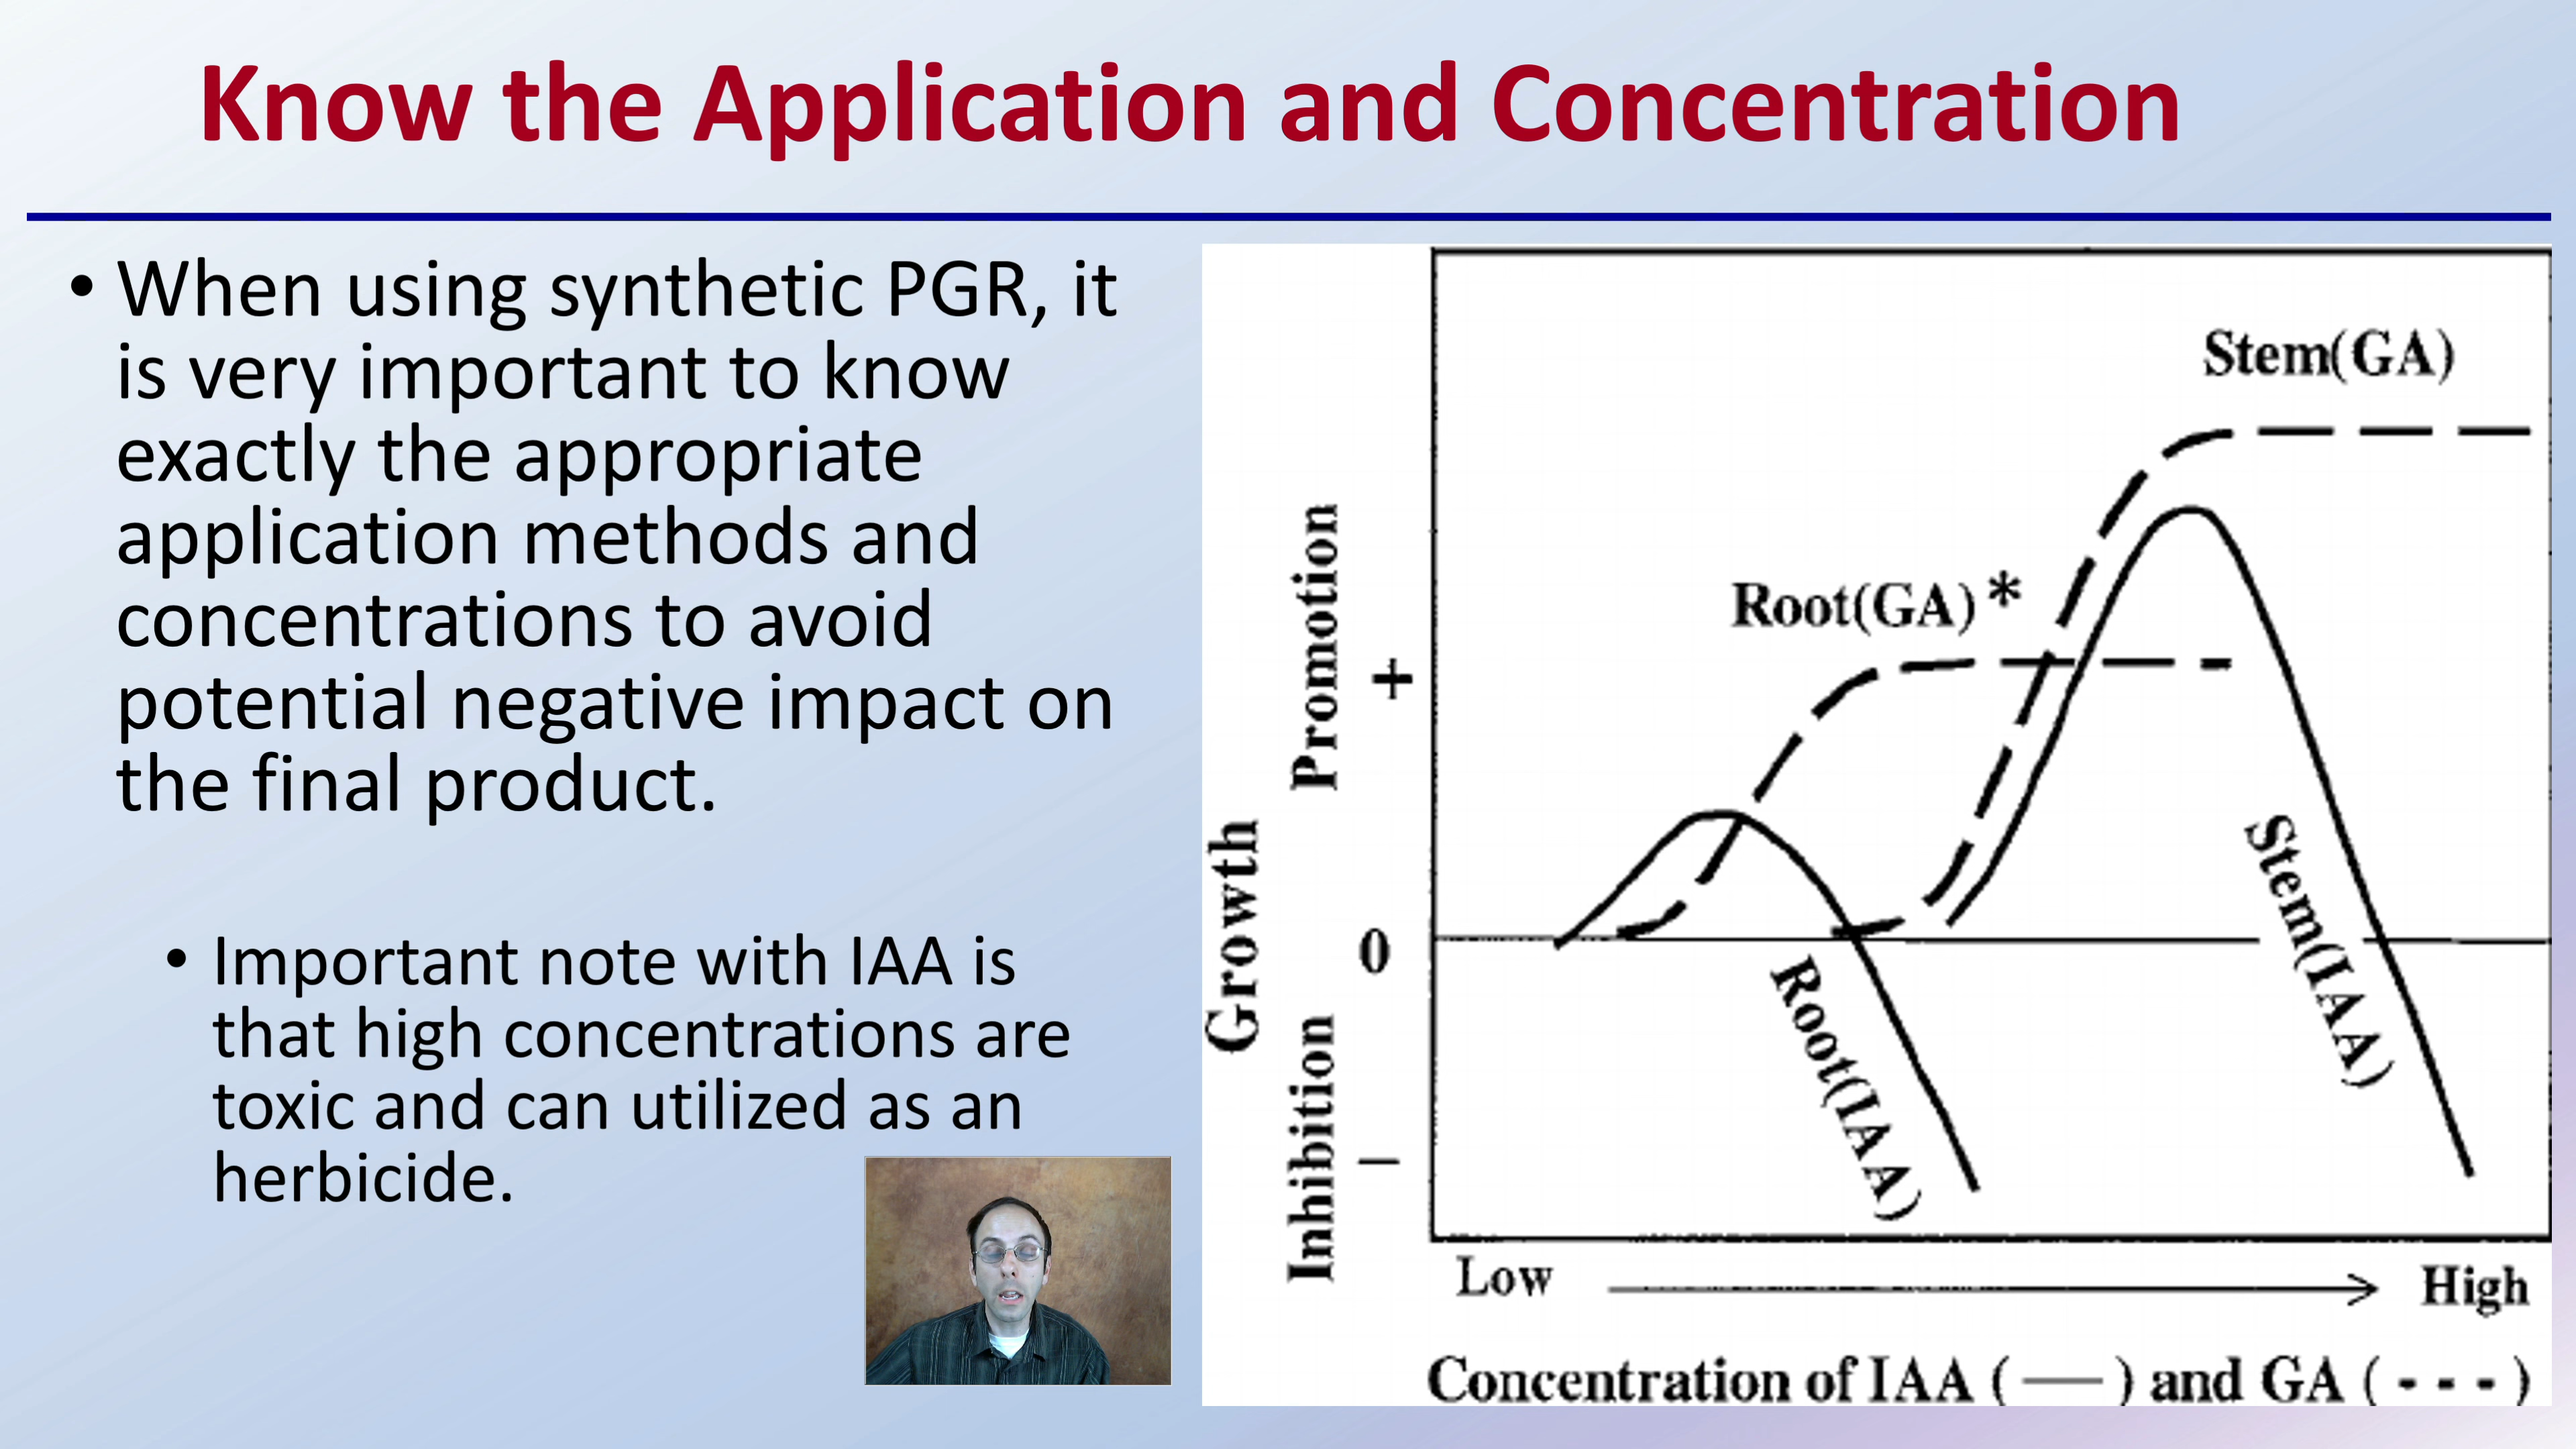 Know the Application and Concentration
• When using synthetic PGR, it
is very important to know
exactly the appropriate
application methods and
concentrations to avoid
potential negative impact on
the final product.
• Important note with IAA is
that high concentrations are
toxic and can utilized as an
herbicide.
Growth
Promotion
+
0
Inhibition
–
Stem(GA)
Root(GA)*
Root(IAA)
Stem(IAA)
Low
High
Concentration of IAA ( — ) and GA ( - - - )